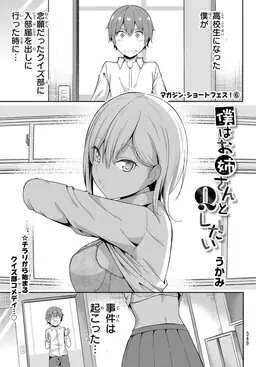 高校生になった
僕が
念願だったクイズ部に
入部届を出しに
行った時に…
マガジン・ショートフェス!⑥
僕はお姉さんと
Qしたい
うかみ
☆チラリから始まる
クイズ部コメディ…♡
事件は
起こった…
349